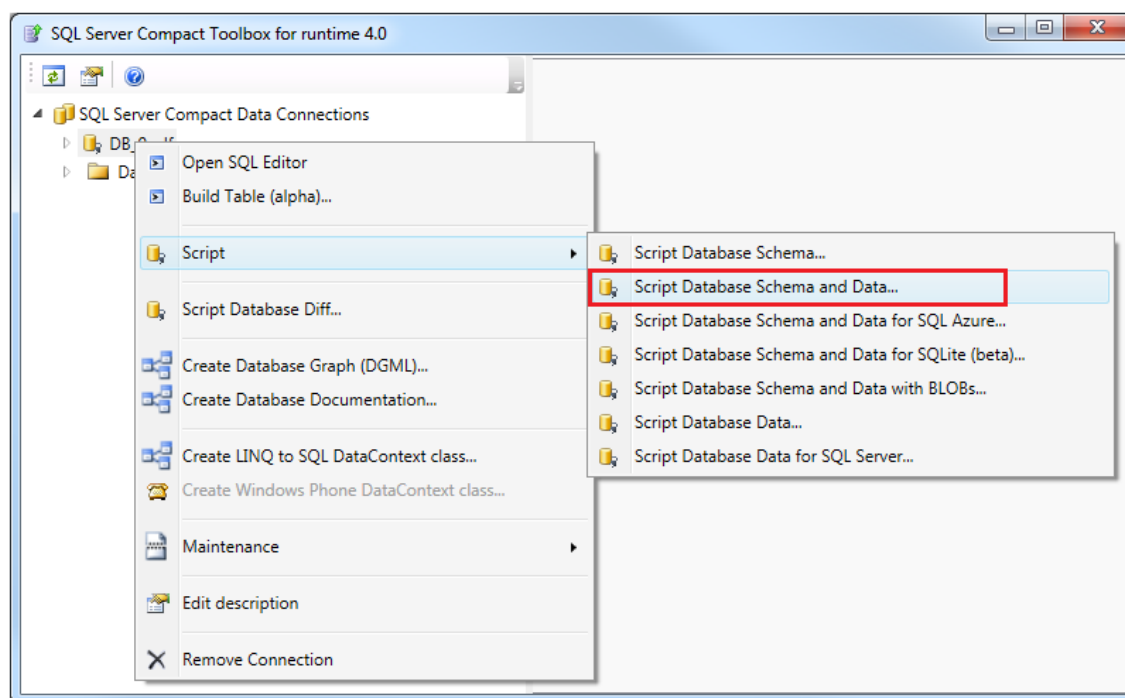 SQL Server Compact Toolbox for runtime 4.0
SQL Server Compact Data Connections
Open SQL Editor
Build Table (alpha)...
Script
Script Database Diff...
Create Database Graph (DGML)...
Create Database Documentation...
Create LINQ to SQL DataContext class...
Create Windows Phone DataContext class...
Maintenance
Edit description
Remove Connection
Script Database Schema...
Script Database Schema and Data...
Script Database Schema and Data for SQL Azure...
Script Database Schema and Data for SQLite (beta)...
Script Database Schema and Data with BLOBs...
Script Database Data...
Script Database Data for SQL Server...